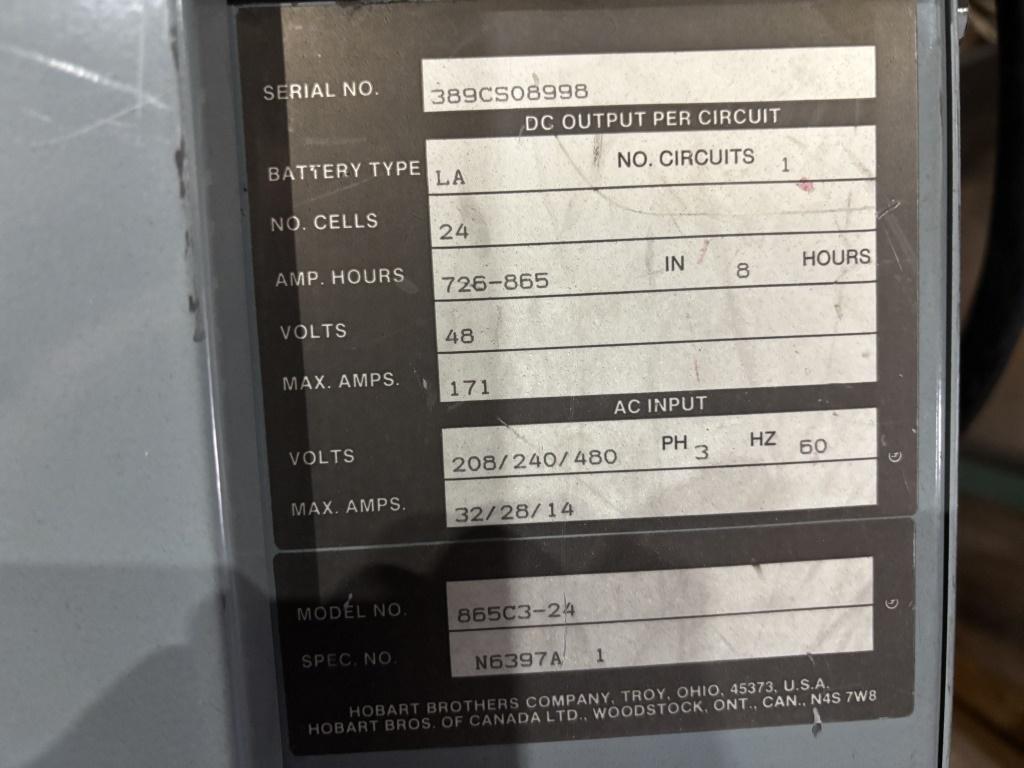 SERIAL NO. 389CS08998
DC OUTPUT PER CIRCUIT
BATTERY TYPE LA NO. CIRCUITS 1
NO. CELLS 24
AMP. HOURS 726-865 IN 8 HOURS
VOLTS 48
MAX. AMPS. 171
AC INPUT
VOLTS 208/240/480 PH 3 HZ 60
MAX. AMPS. 32/28/14
MODEL NO. 865C3-24
SPEC. NO. N6397A 1
HOBART BROTHERS COMPANY, TROY, OHIO, 45373, U.S.A.
HOBART BROS. OF CANADA LTD., WOODSTOCK, ONT., CAN., N4S 7W8